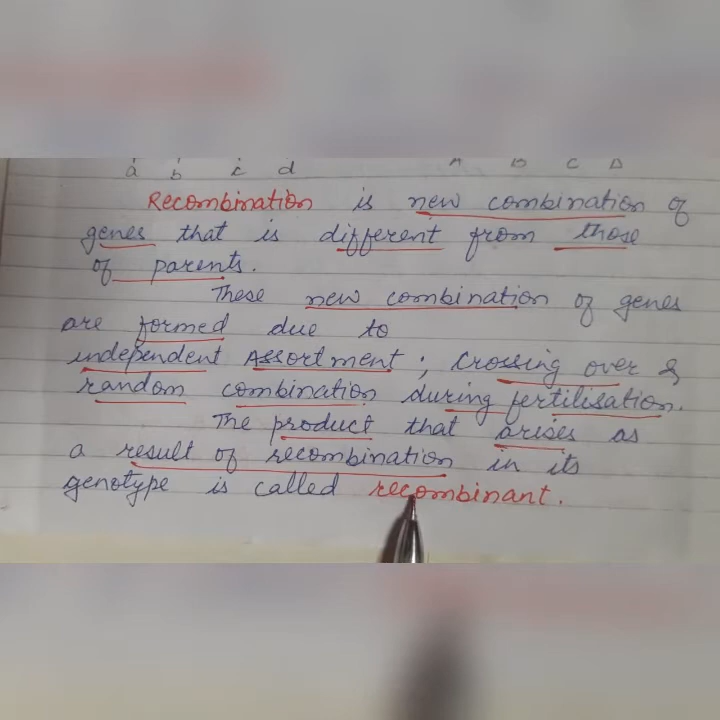 a b c d A B C D
Recombination is new combination of
genes that is different from those
of parents.
These new combination of genes
are formed due to
independent Assortment ; Crossing over &
random combination during fertilisation.
The product that arises as
a result of recombination in its
genotype is called recombinant.